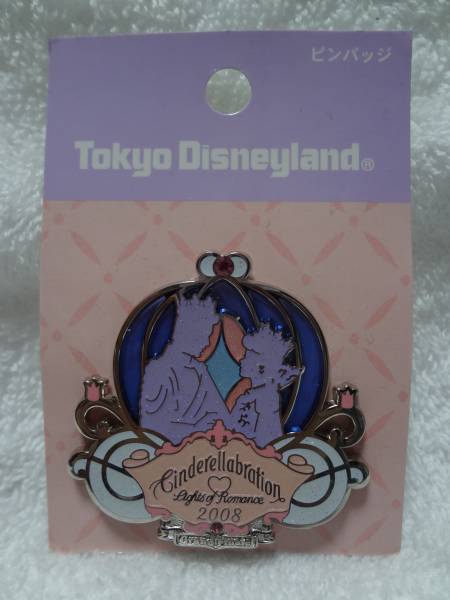 ピンバッジ
Tokyo Disneyland®
Cinderellabration
Lights of Romance
2008